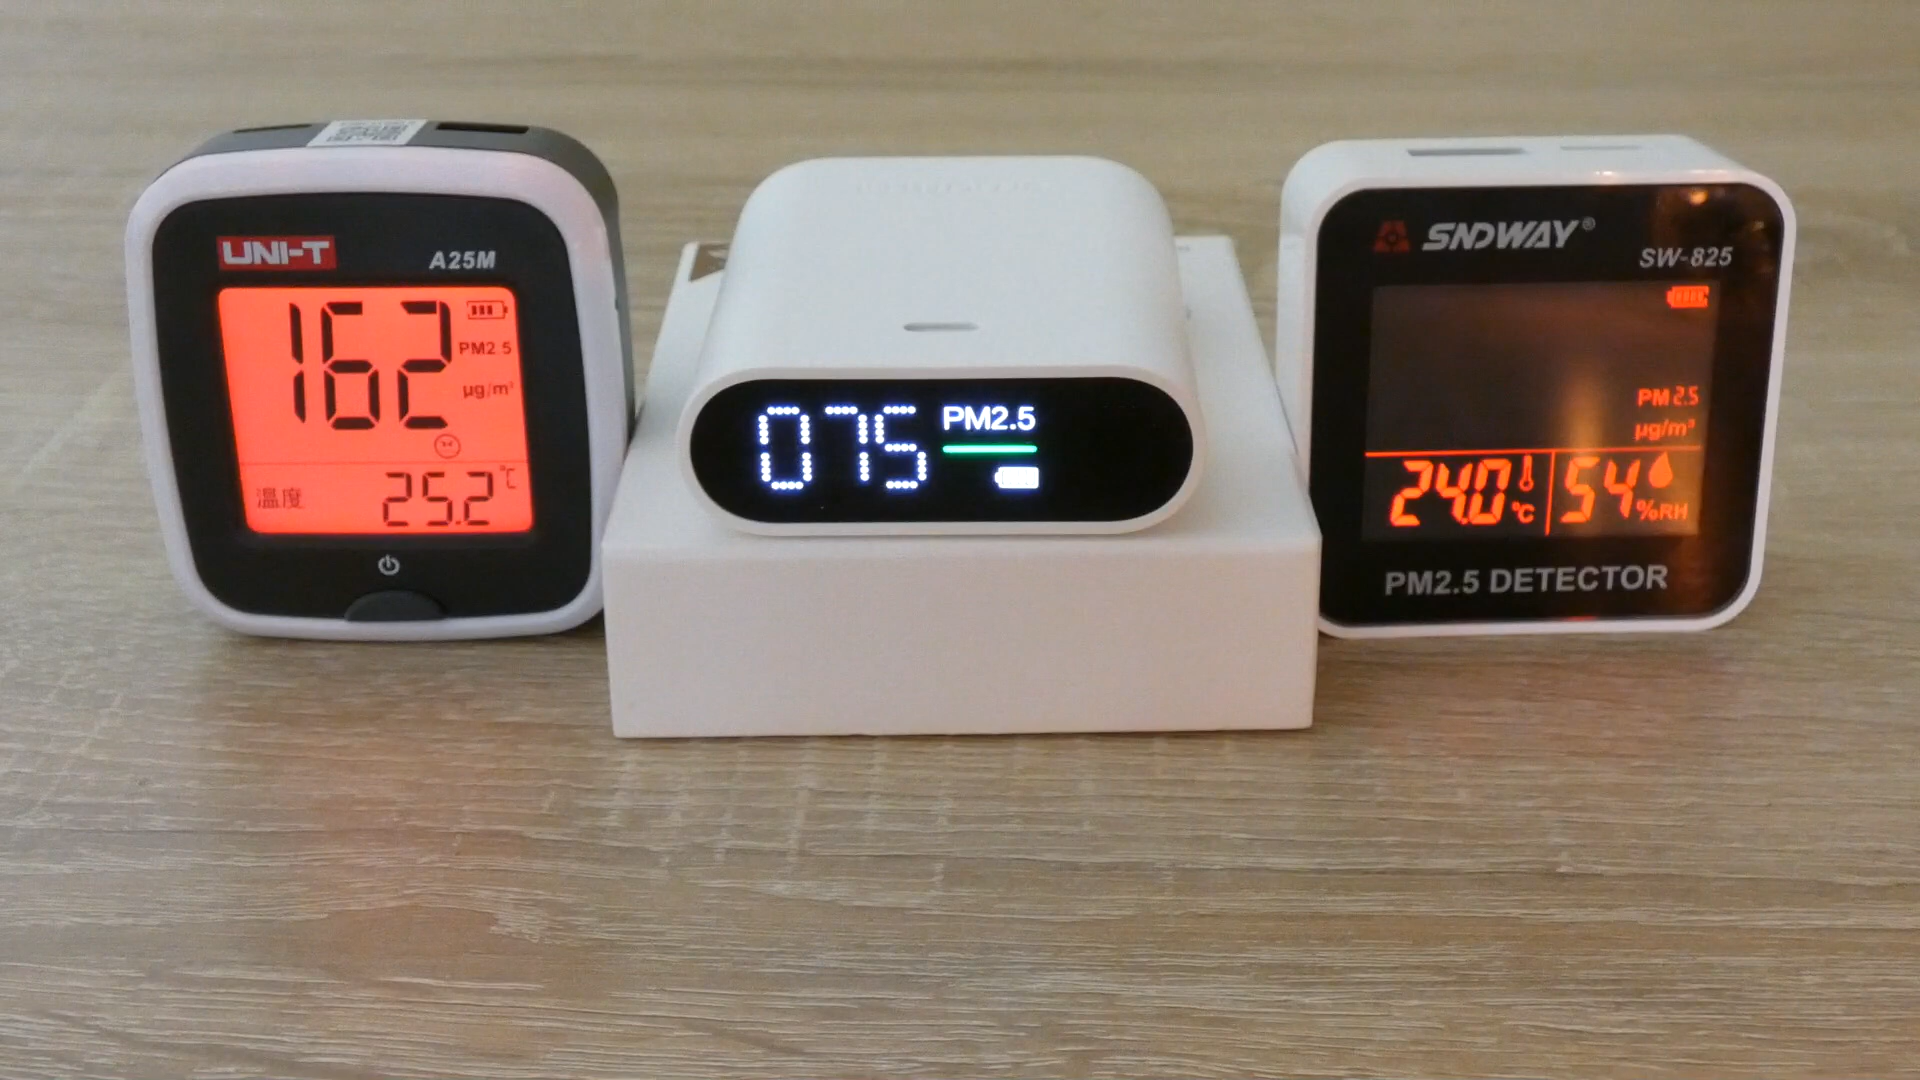 UNI-T
A25M
162
PM2.5
µg/m³
温度
25.2
°C
075
PM2.5
SNDWAY®
SW-825
PM2.5
µg/m³
24.0 °C
54 %RH
PM2.5 DETECTOR